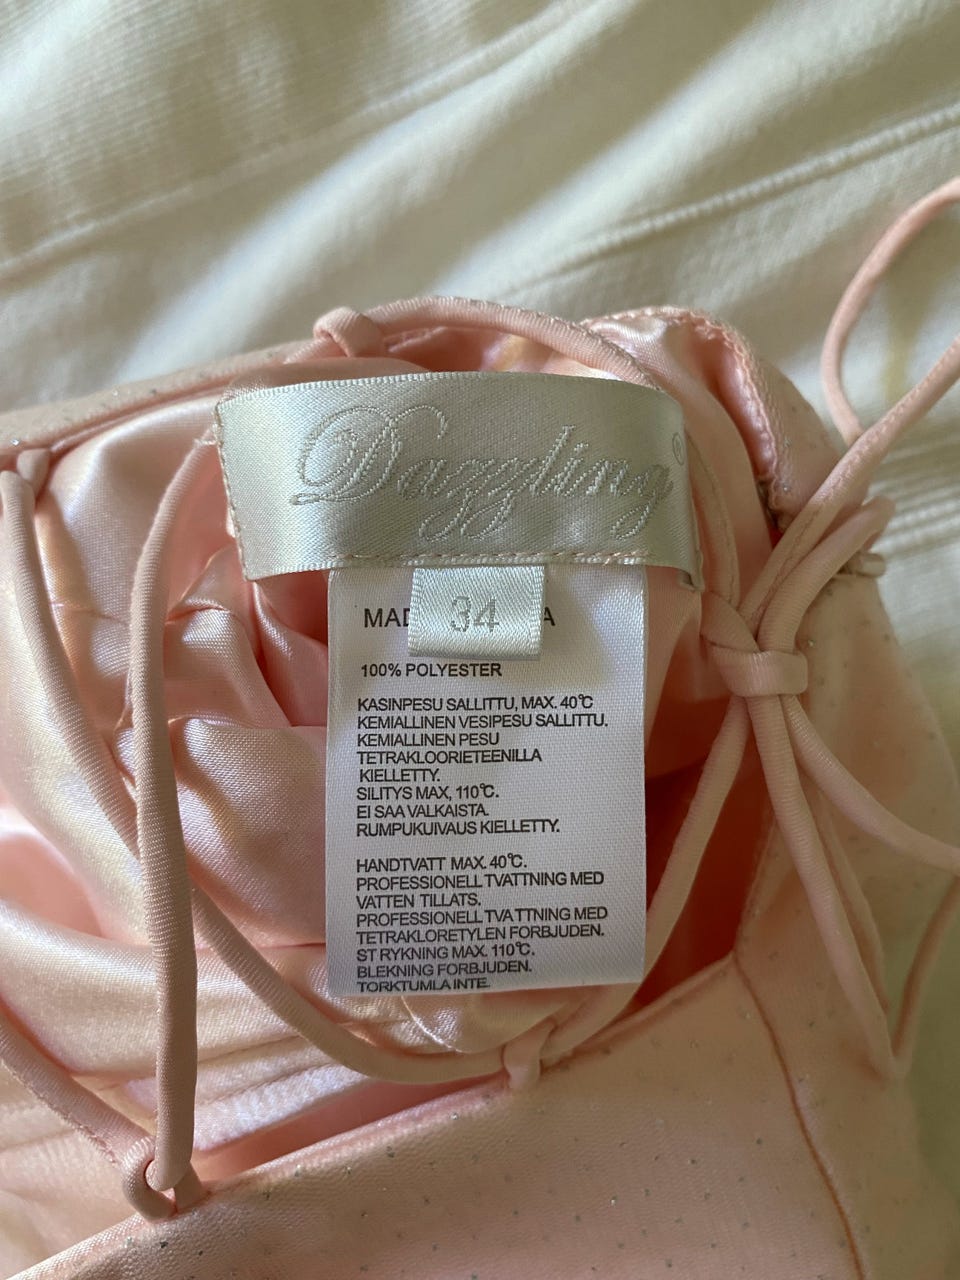 Dazzling®
34
MAD A
100% POLYESTER
KASINPESU SALLITTU, MAX. 40℃
KEMIALLINEN VESIPESU SALLITTU.
KEMIALLINEN PESU
TETRAKLOORIETEENILLA
KIELLETTY.
SILITYS MAX, 110℃.
EI SAA VALKAISTA.
RUMPUKUIVAUS KIELLETTY.
HANDTVATT MAX. 40℃.
PROFESSIONELL TVATTNING MED
VATTEN TILLATS.
PROFESSIONELL TVATTNING MED
TETRAKLORETYLEN FORBJUDEN.
ST RYKNING MAX. 110℃.
BLEKNING FORBJUDEN.
TORKTUMLA INTE.